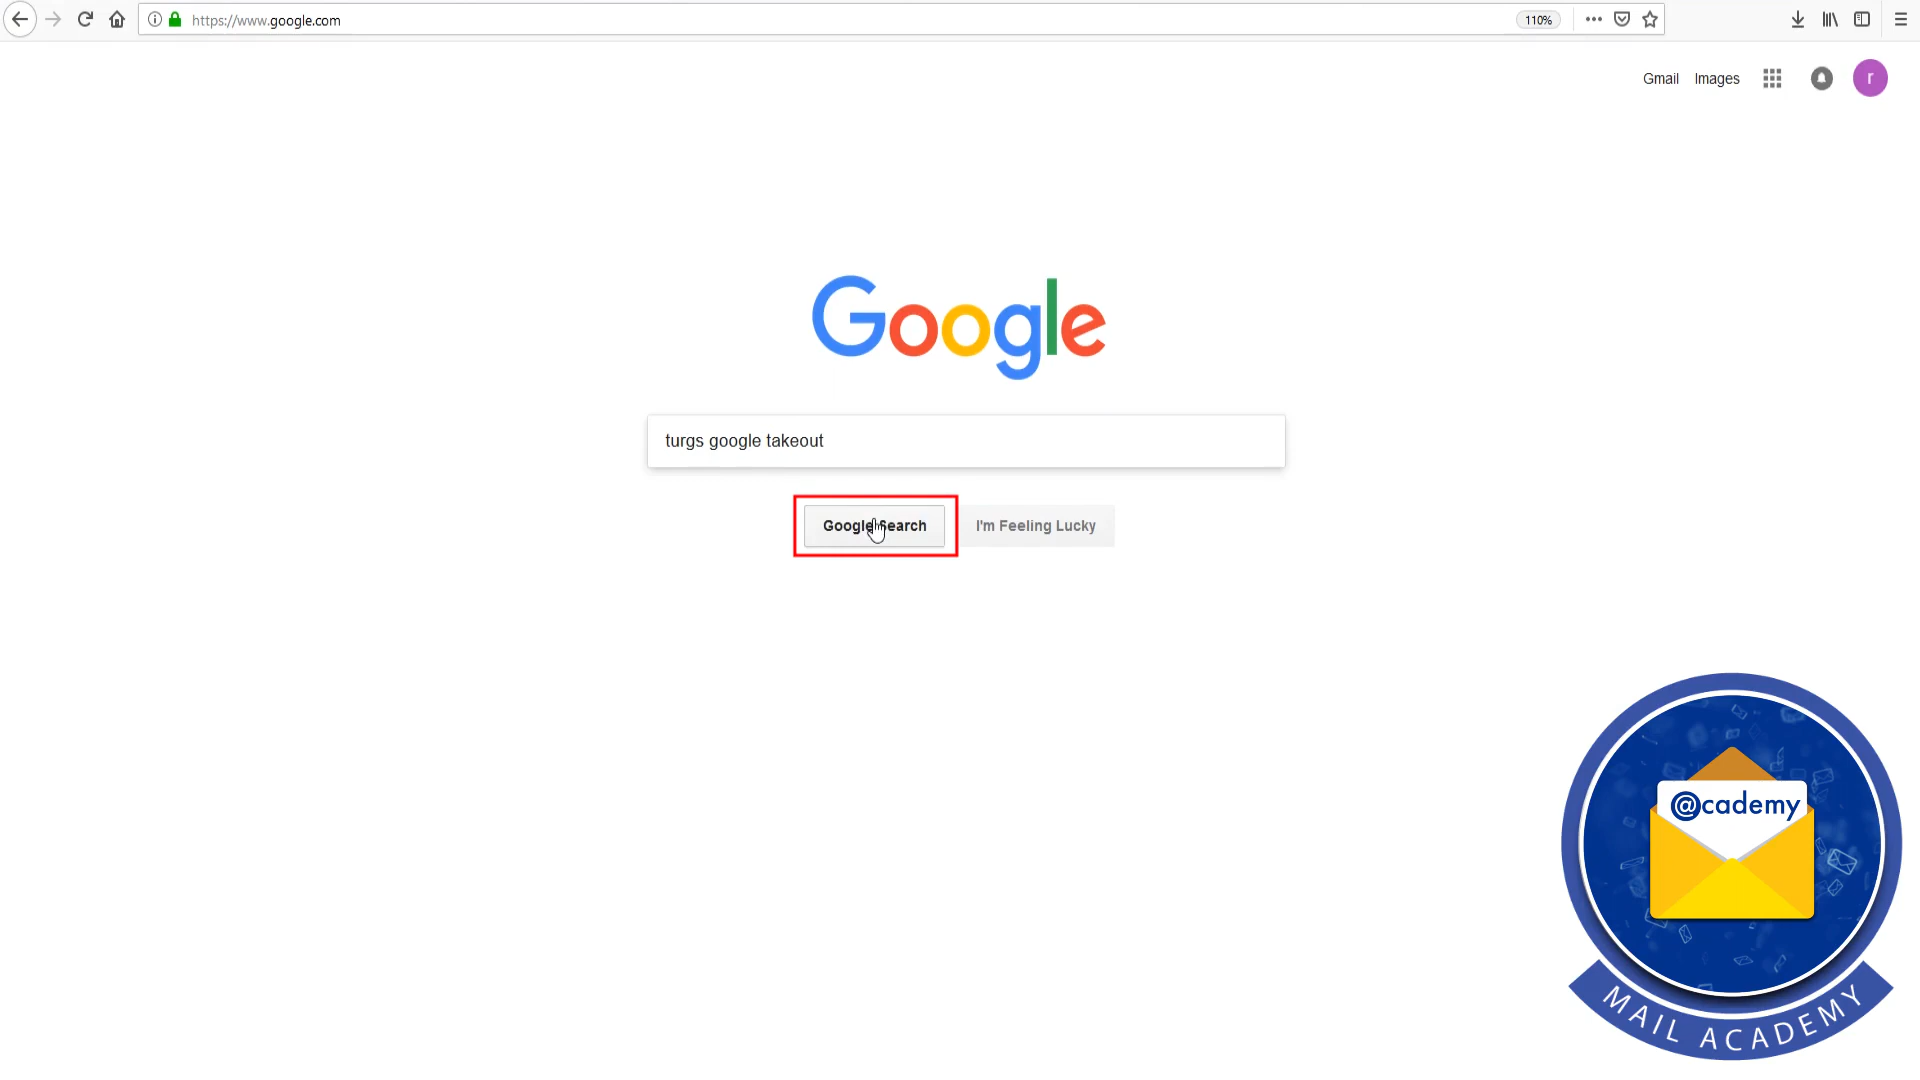 https://www.google.com
110%
Gmail Images
r
Google
turgs google takeout
Google Search I'm Feeling Lucky
@cademy
MAIL ACADEMY